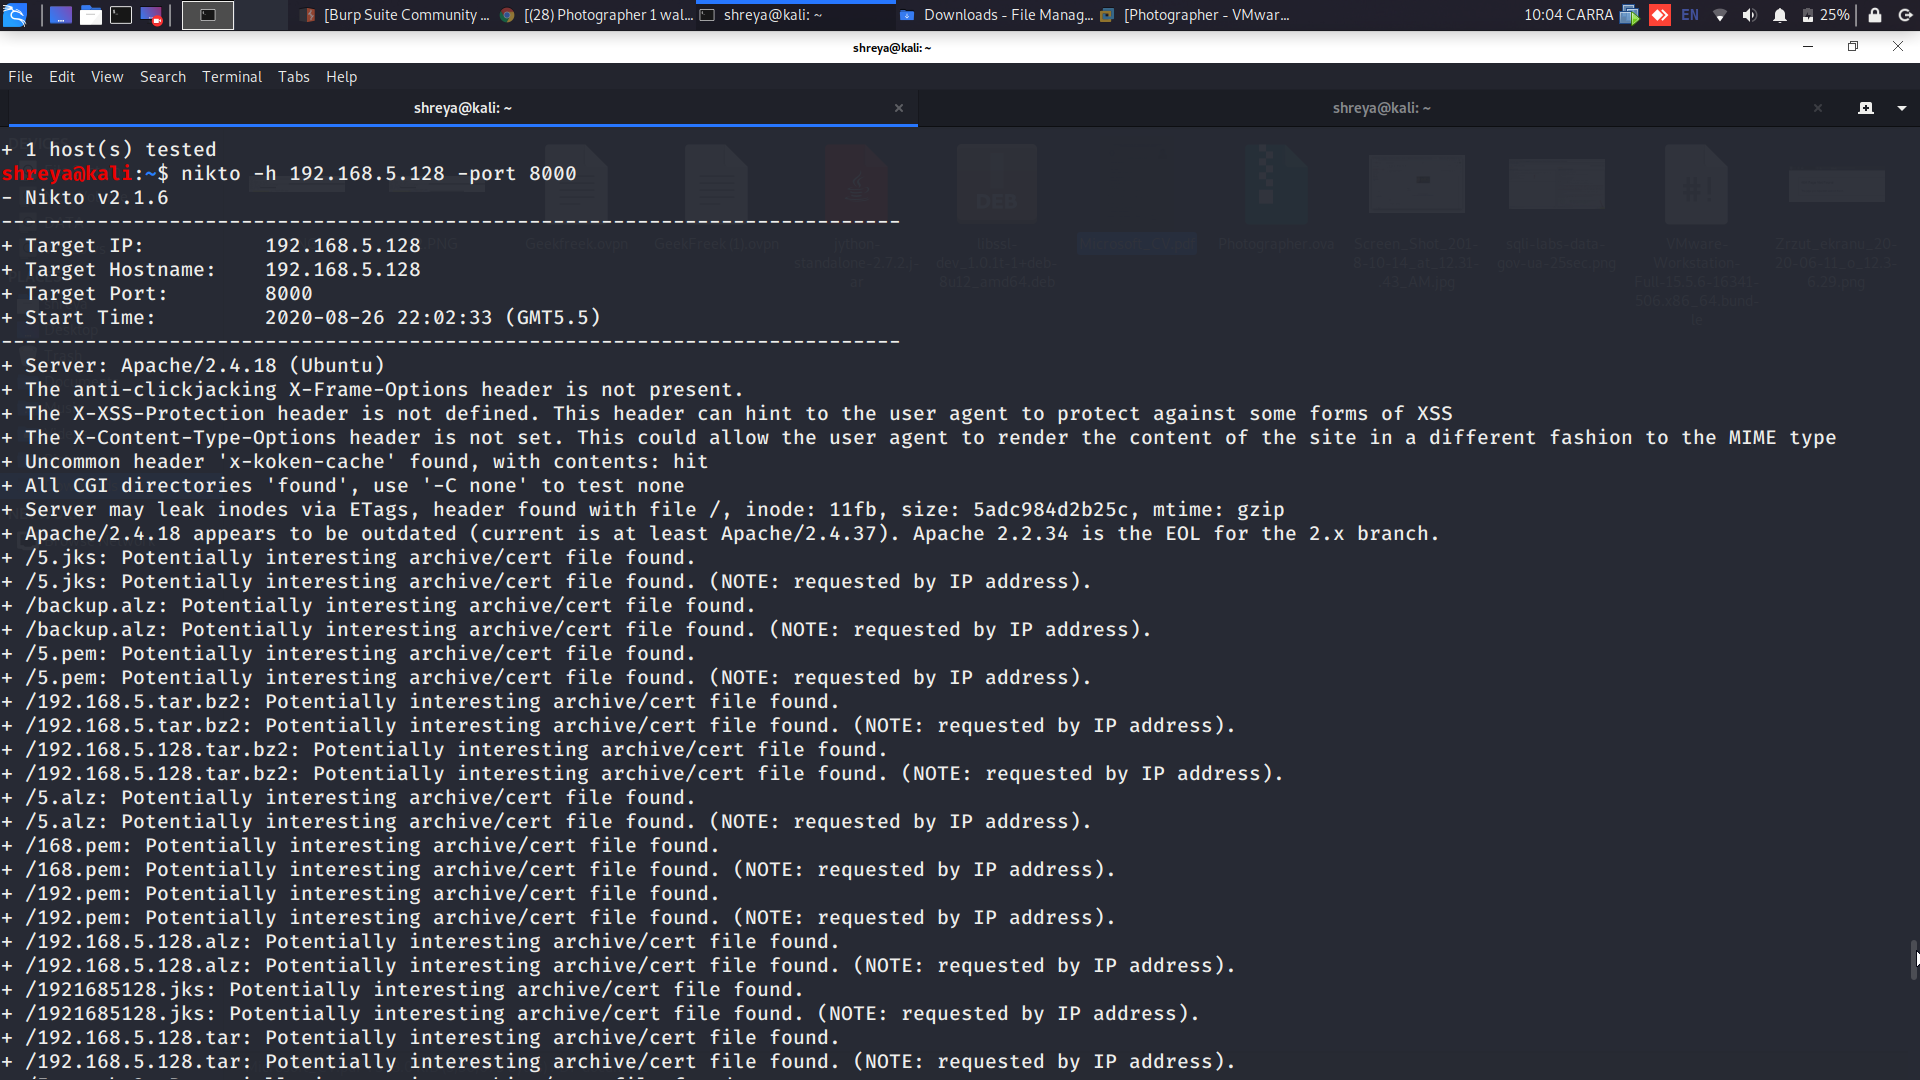 [Burp Suite Community ... [(28) Photographer 1 wal... shreya@kali: ~ Downloads - File Manag... [Photographer - VMwar... 10:04 CARRA EN 25%
shreya@kali: ~
File Edit View Search Terminal Tabs Help
shreya@kali: ~ × shreya@kali: ~ ×
+ 1 host(s) tested
shreya@kali:~$ nikto -h 192.168.5.128 -port 8000
- Nikto v2.1.6
---------------------------------------------------------------------------
+ Target IP:          192.168.5.128
+ Target Hostname:    192.168.5.128
+ Target Port:        8000
+ Start Time:         2020-08-26 22:02:33 (GMT5.5)
---------------------------------------------------------------------------
+ Server: Apache/2.4.18 (Ubuntu)
+ The anti-clickjacking X-Frame-Options header is not present.
+ The X-XSS-Protection header is not defined. This header can hint to the user agent to protect against some forms of XSS
+ The X-Content-Type-Options header is not set. This could allow the user agent to render the content of the site in a different fashion to the MIME type
+ Uncommon header 'x-koken-cache' found, with contents: hit
+ All CGI directories 'found', use '-C none' to test none
+ Server may leak inodes via ETags, header found with file /, inode: 11fb, size: 5adc984d2b25c, mtime: gzip
+ Apache/2.4.18 appears to be outdated (current is at least Apache/2.4.37). Apache 2.2.34 is the EOL for the 2.x branch.
+ /5.jks: Potentially interesting archive/cert file found.
+ /5.jks: Potentially interesting archive/cert file found. (NOTE: requested by IP address).
+ /backup.alz: Potentially interesting archive/cert file found.
+ /backup.alz: Potentially interesting archive/cert file found. (NOTE: requested by IP address).
+ /5.pem: Potentially interesting archive/cert file found.
+ /5.pem: Potentially interesting archive/cert file found. (NOTE: requested by IP address).
+ /192.168.5.tar.bz2: Potentially interesting archive/cert file found.
+ /192.168.5.tar.bz2: Potentially interesting archive/cert file found. (NOTE: requested by IP address).
+ /192.168.5.128.tar.bz2: Potentially interesting archive/cert file found.
+ /192.168.5.128.tar.bz2: Potentially interesting archive/cert file found. (NOTE: requested by IP address).
+ /5.alz: Potentially interesting archive/cert file found.
+ /5.alz: Potentially interesting archive/cert file found. (NOTE: requested by IP address).
+ /168.pem: Potentially interesting archive/cert file found.
+ /168.pem: Potentially interesting archive/cert file found. (NOTE: requested by IP address).
+ /192.pem: Potentially interesting archive/cert file found.
+ /192.pem: Potentially interesting archive/cert file found. (NOTE: requested by IP address).
+ /192.168.5.128.alz: Potentially interesting archive/cert file found.
+ /192.168.5.128.alz: Potentially interesting archive/cert file found. (NOTE: requested by IP address).
+ /1921685128.jks: Potentially interesting archive/cert file found.
+ /1921685128.jks: Potentially interesting archive/cert file found. (NOTE: requested by IP address).
+ /192.168.5.128.tar: Potentially interesting archive/cert file found.
+ /192.168.5.128.tar: Potentially interesting archive/cert file found. (NOTE: requested by IP address).